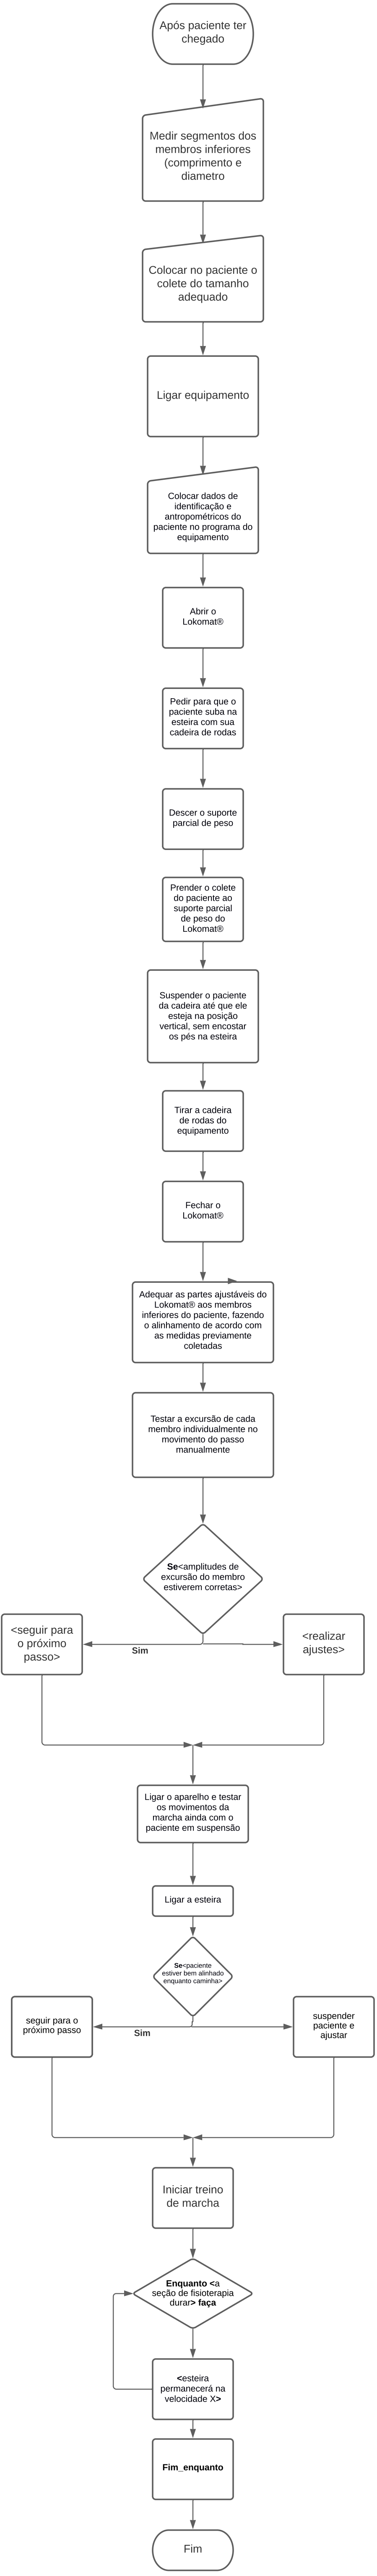 Após paciente ter
chegado
Medir segmentos dos
membros inferiores
(comprimento e
diametro
Colocar no paciente o
colete do tamanho
adequado
Ligar equipamento
Colocar dados de
identificação e
antropométricos do
paciente no programa do
equipamento
Abrir o
Lokomat®
Pedir para que o
paciente suba na
esteira com sua
cadeira de rodas
Descer o suporte
parcial de peso
Prender o colete
do paciente ao
suporte parcial
de peso do
Lokomat®
Suspender o paciente
da cadeira até que ele
esteja na posição
vertical, sem encostar
os pés na esteira
Tirar a cadeira
de rodas do
equipamento
Fechar o
Lokomat®
Adequar as partes ajustáveis do
Lokomat® aos membros
inferiores do paciente, fazendo
o alinhamento de acordo com
as medidas previamente
coletadas
Testar a excursão de cada
membro individualmente no
movimento do passo
manualmente
Se<amplitudes de
excursão do membro
estiverem corretas>
Sim
<seguir para
o próximo
passo>
<realizar
ajustes>
Ligar o aparelho e testar
os movimentos da
marcha ainda com o
paciente em suspensão
Ligar a esteira
Se<paciente
estiver bem alinhado
enquanto caminha>
Sim
seguir para o
próximo passo
suspender
paciente e
ajustar
Iniciar treino
de marcha
Enquanto <a
seção de fisioterapia
durar> faça
<esteira
permanecerá na
velocidade X>
Fim_enquanto
Fim